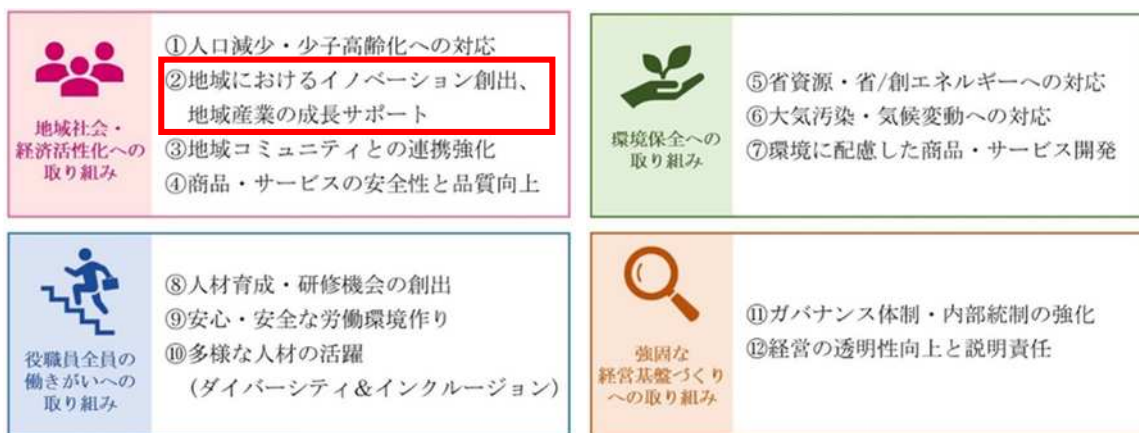 地域社会・
経済活性化への
取り組み
①人口減少・少子高齢化への対応
②地域におけるイノベーション創出、
地域産業の成長サポート
③地域コミュニティとの連携強化
④商品・サービスの安全性と品質向上
環境保全への
取り組み
⑤省資源・省/創エネルギーへの対応
⑥大気汚染・気候変動への対応
⑦環境に配慮した商品・サービス開発
役職員全員の
働きがいへの
取り組み
⑧人材育成・研修機会の創出
⑨安心・安全な労働環境作り
⑩多様な人材の活躍
(ダイバーシティ&インクルージョン)
強固な
経営基盤づくり
への取り組み
⑪ガバナンス体制・内部統制の強化
⑫経営の透明性向上と説明責任